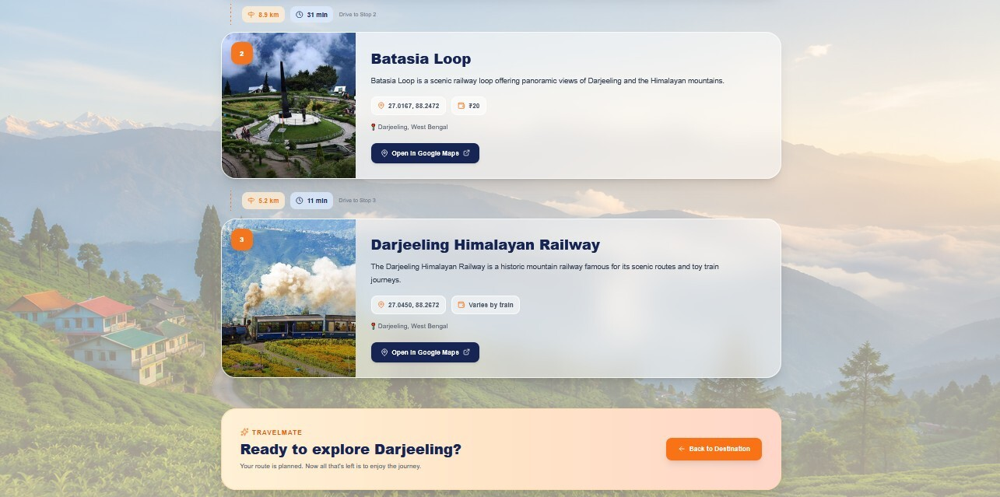 8.9 km 31 min Drive to Stop 2
2
Batasia Loop
Batasia Loop is a scenic railway loop offering panoramic views of Darjeeling and the Himalayan mountains.
27.0167, 88.2472 ₹20
Darjeeling, West Bengal
Open in Google Maps
5.2 km 11 min Drive to Stop 3
3
Darjeeling Himalayan Railway
The Darjeeling Himalayan Railway is a historic mountain railway famous for its scenic routes and toy train
journeys.
27.0450, 88.2672 Varies by train
Darjeeling, West Bengal
Open in Google Maps
TRAVELMATE
Ready to explore Darjeeling?
Your route is planned. Now all that's left is to enjoy the journey.
Back to Destination